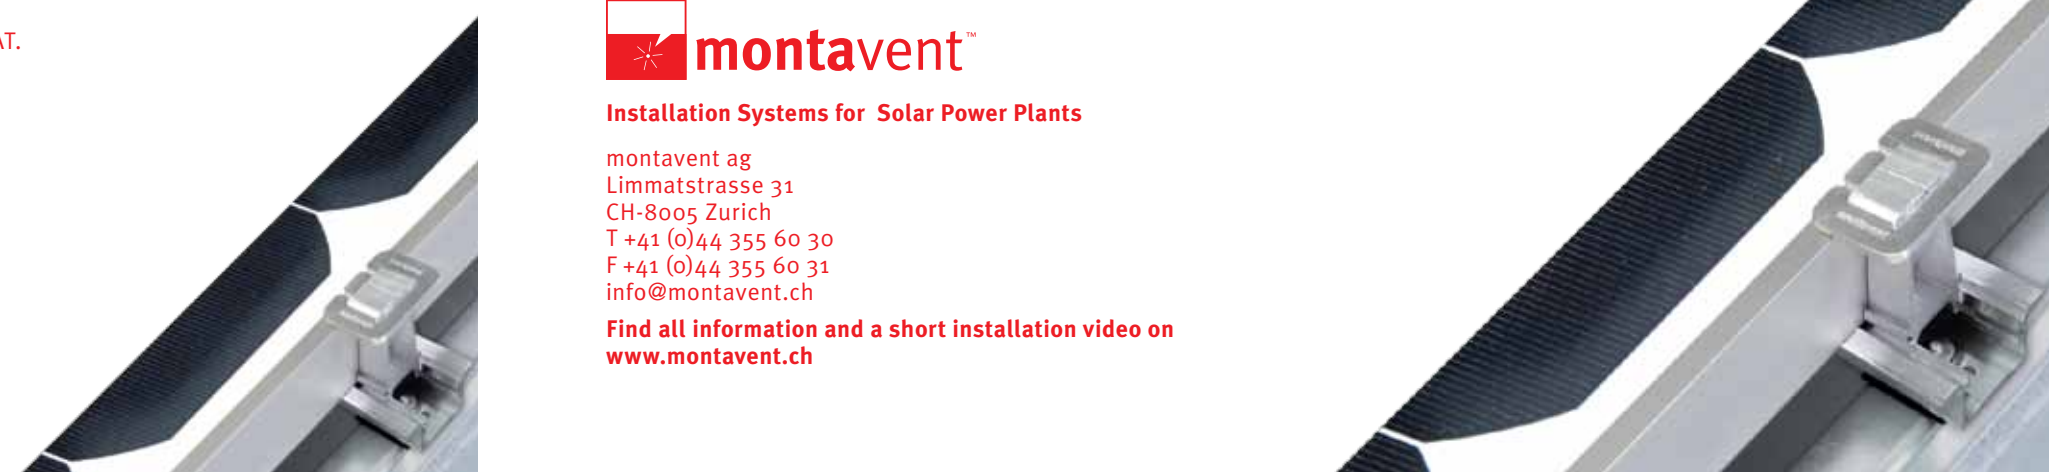 AT.
montavent™
Installation Systems for Solar Power Plants
montavent ag
Limmatstrasse 31
CH-8005 Zurich
T +41 (0)44 355 60 30
F +41 (0)44 355 60 31
info@montavent.ch
Find all information and a short installation video on
www.montavent.ch